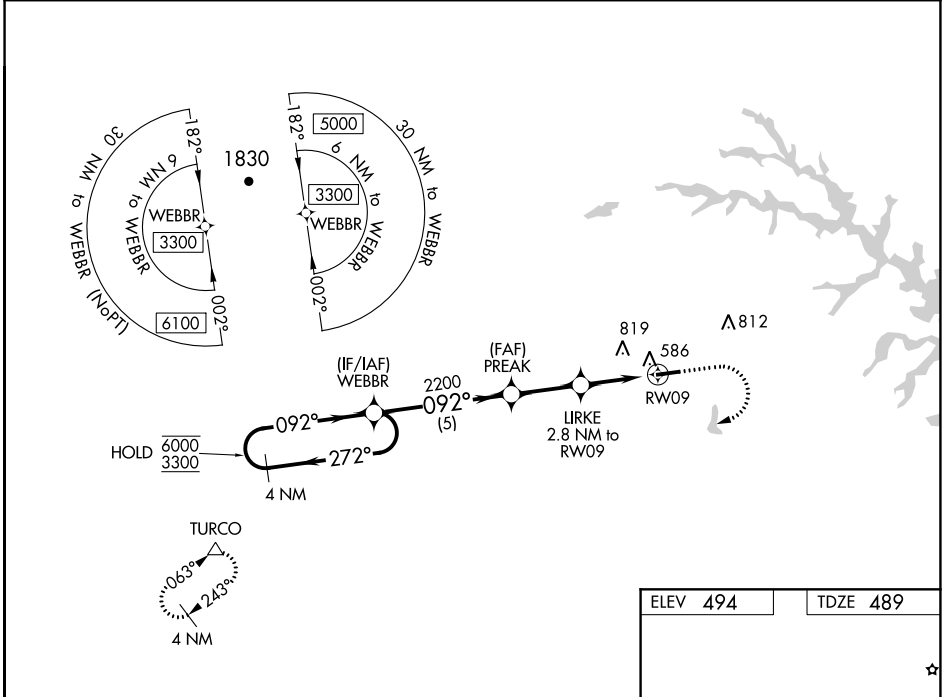 30 NM to WEBBR (NoPT)
182°
6 NM to WEBBR
WEBBR
3300
6100
002°
1830
182°
5000
30 NM to WEBBR
6 NM to WEBBR
3300
WEBBR
002°
819
812
586
RW09
(FAF)
PREAK
(IF/IAF)
WEBBR
2200
092°
(5)
LIRKE
2.8 NM to
RW09
092°
HOLD 6000
3300
272°
4 NM
TURCO
063°
243°
4 NM
ELEV 494
TDZE 489